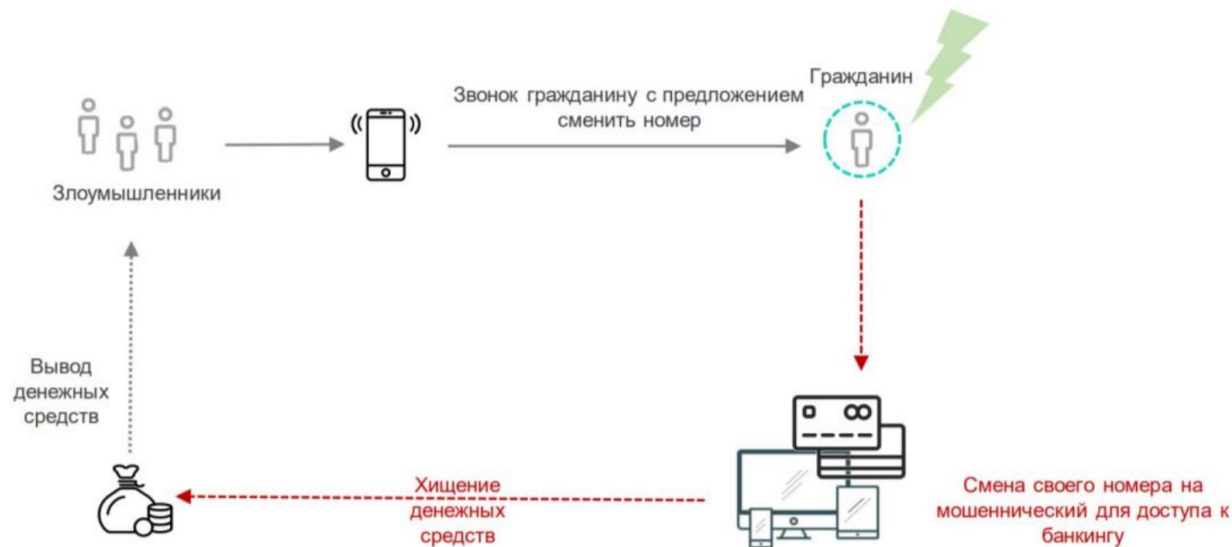 Гражданин
Звонок гражданину с предложением
сменить номер
Злоумышленники
Вывод
денежных
средств
Хищение
денежных
средств
Смена своего номера на
мошеннический для доступа к
банкингу